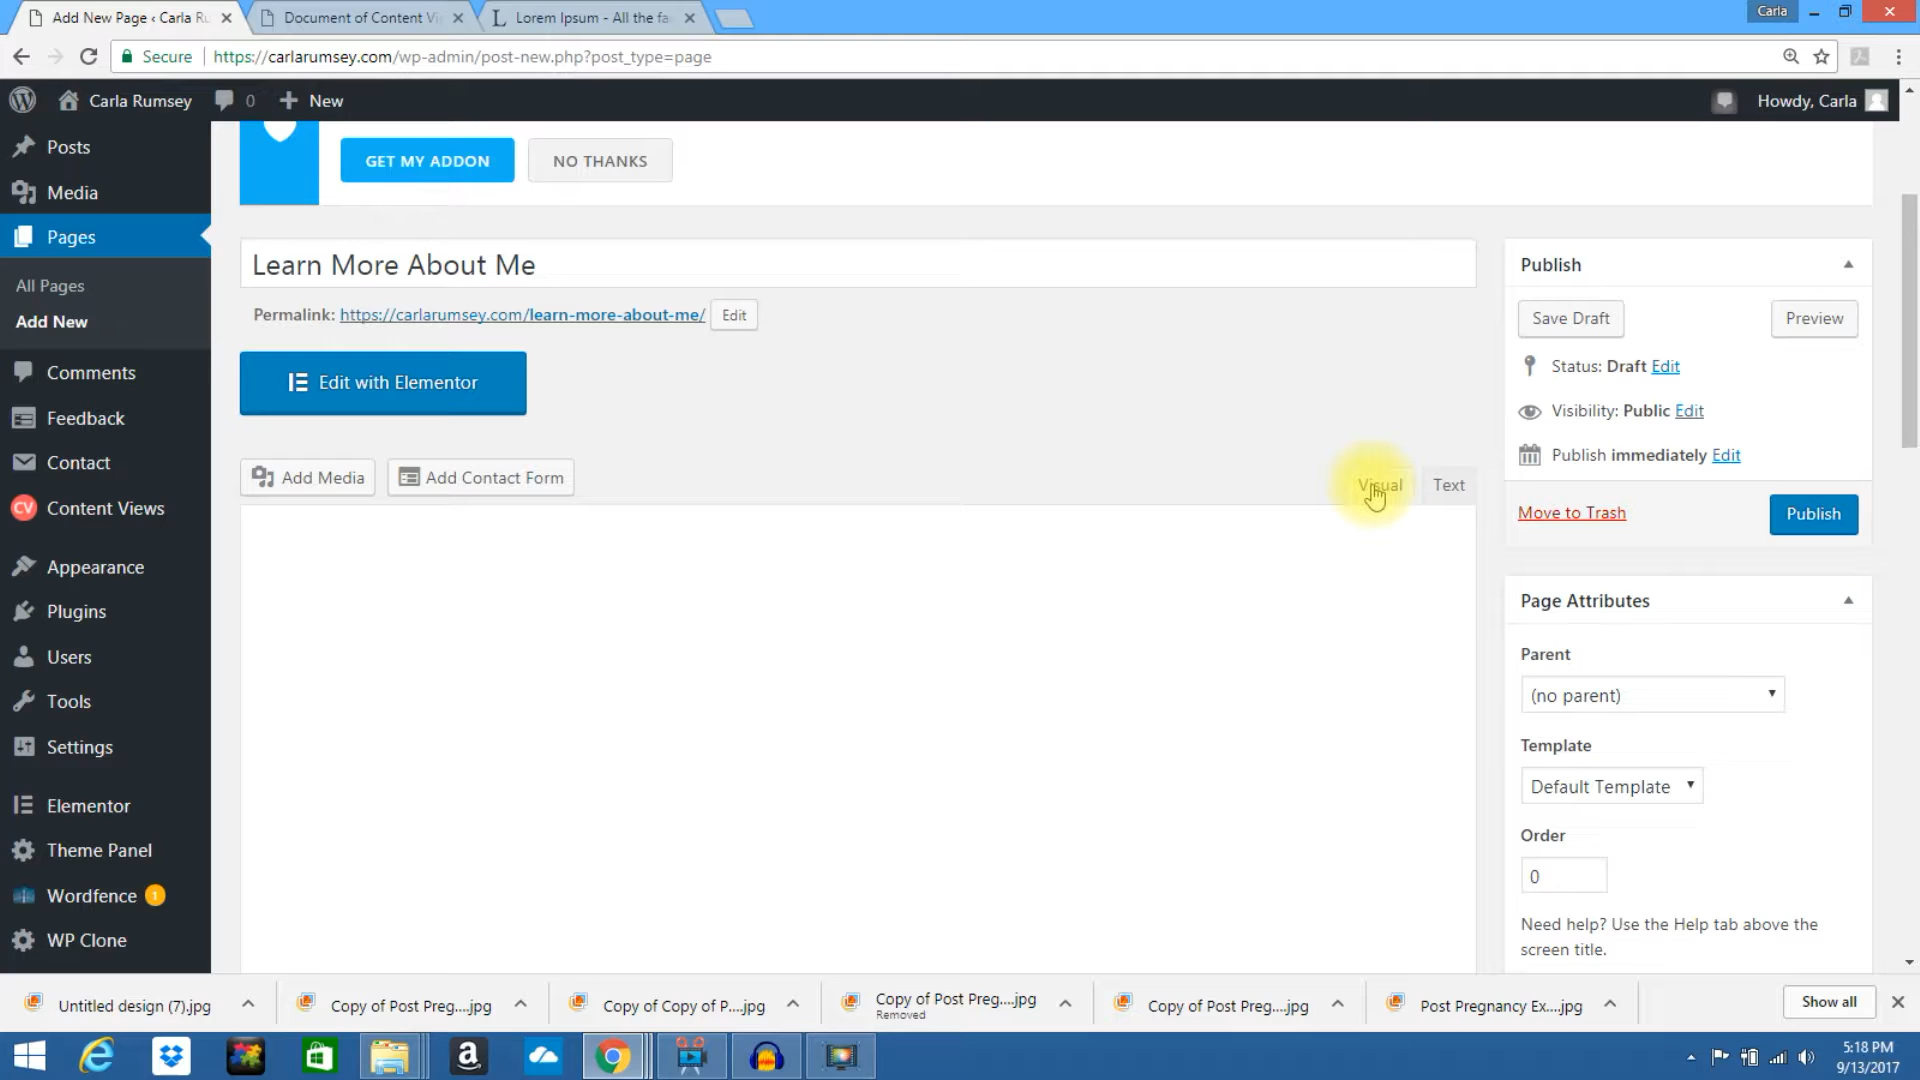 Add New Page ‹ Carla Ru
Document of Content Vi
Lorem Ipsum - All the fa
Carla
Secure
https://carlarumsey.com/wp-admin/post-new.php?post_type=page
Carla Rumsey
0
New
Howdy, Carla
Posts
Media
Pages
All Pages
Add New
Comments
Feedback
Contact
CV
Content Views
Appearance
Plugins
Users
Tools
Settings
Elementor
Theme Panel
Wordfence 1
WP Clone
GET MY ADDON
NO THANKS
Learn More About Me
Permalink: https://carlarumsey.com/learn-more-about-me/ Edit
Edit with Elementor
Add Media
Add Contact Form
Visual
Text
Publish
Save Draft
Preview
Status: Draft Edit
Visibility: Public Edit
Publish immediately Edit
Move to Trash
Publish
Page Attributes
Parent
(no parent)
Template
Default Template
Order
0
Need help? Use the Help tab above the
screen title.
Untitled design (7).jpg
Copy of Post Preg....jpg
Copy of Copy of P....jpg
Copy of Post Preg....jpg
Removed
Copy of Post Preg....jpg
Post Pregnancy Ex....jpg
Show all
5:18 PM
9/13/2017